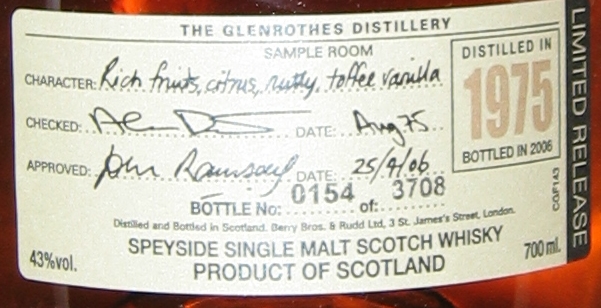 THE GLENROTHES DISTILLERY
SAMPLE ROOM
CHARACTER: Rich fruits, citrus, nutty, toffee vanilla
CHECKED: DATE: Aug 75
APPROVED: John Ramsay DATE: 25/9/06
BOTTLE No: 0154 of: 3708
Distilled and Bottled in Scotland. Berry Bros. & Rudd Ltd, 3 St. James's Street, London.
43%vol. SPEYSIDE SINGLE MALT SCOTCH WHISKY 700ml.
PRODUCT OF SCOTLAND
DISTILLED IN
1975
BOTTLED IN 2006
CGF143
LIMITED RELEASE